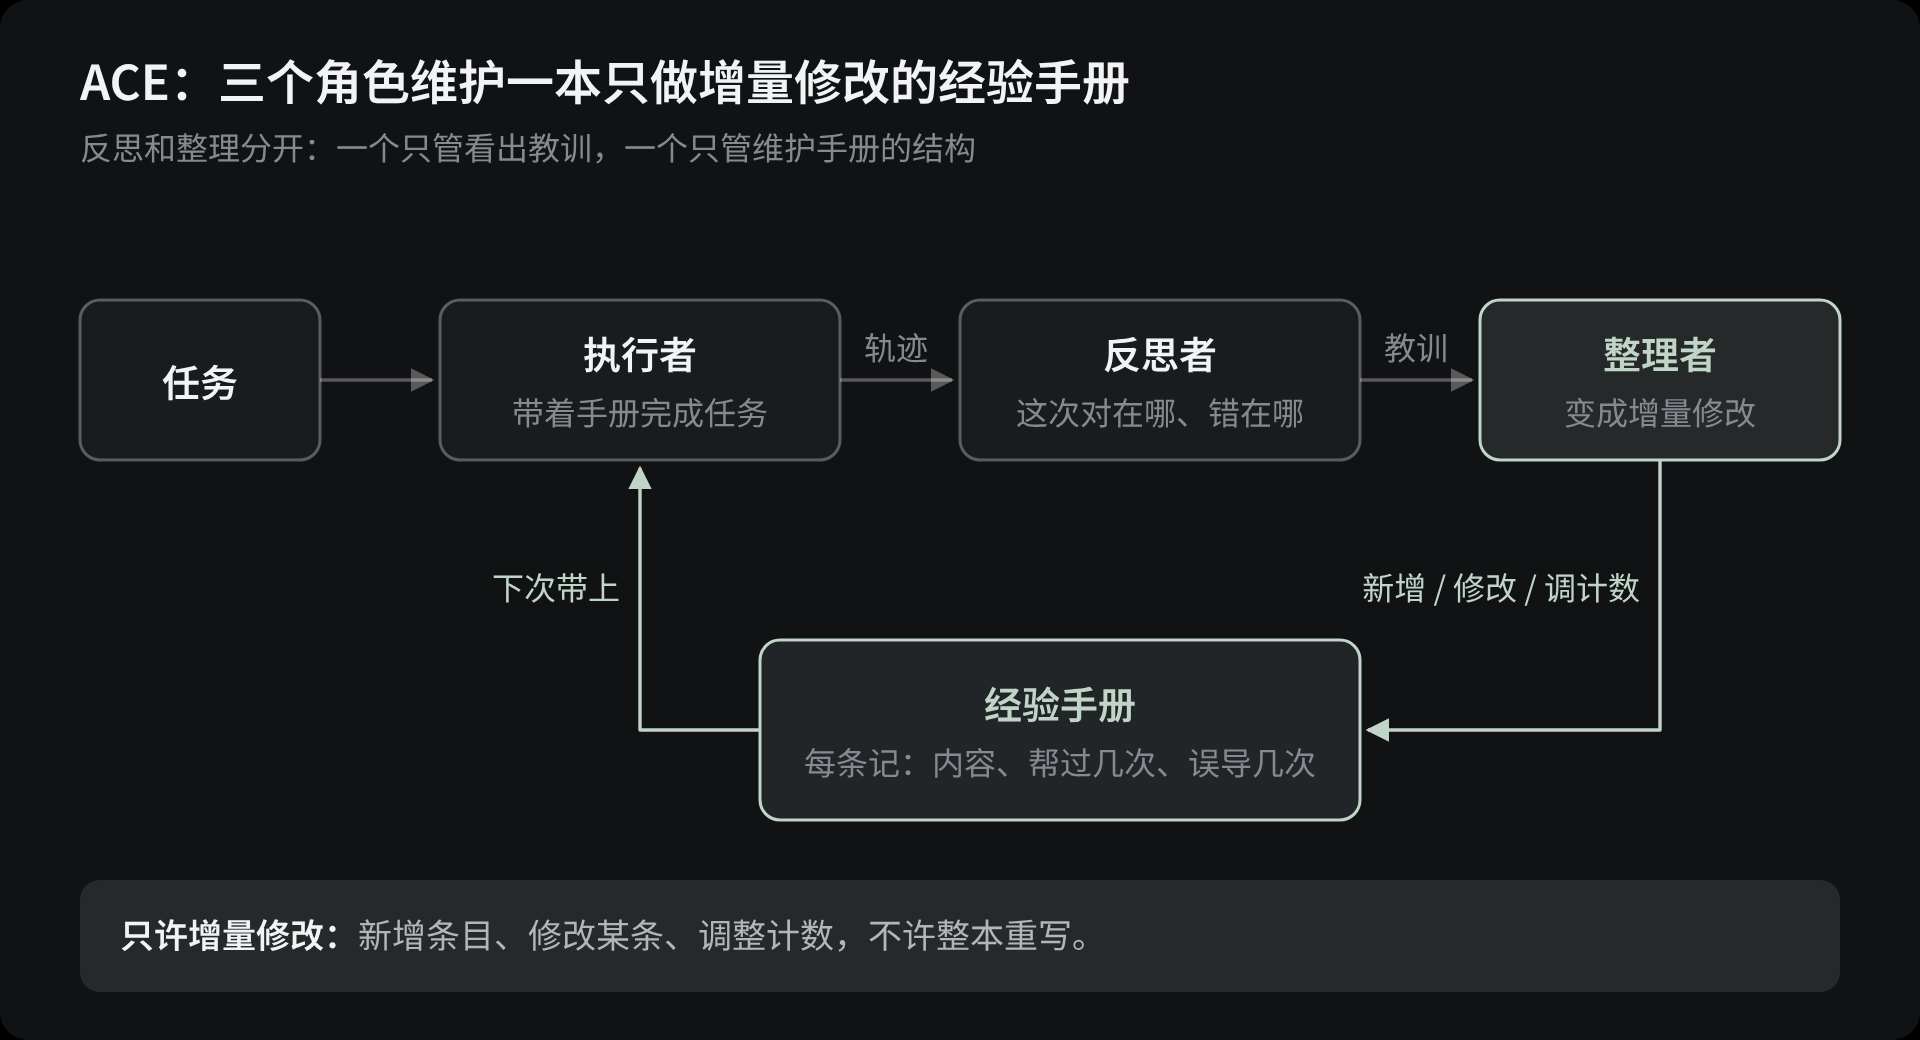 ACE：三个角色维护一本只做增量修改的经验手册
反思和整理分开：一个只管看出教训，一个只管维护手册的结构
任务
执行者
带着手册完成任务
轨迹
反思者
这次对在哪、错在哪
教训
整理者
变成增量修改
下次带上
新增 / 修改 / 调计数
经验手册
每条记：内容、帮过几次、误导几次
只许增量修改：新增条目、修改某条、调整计数，不许整本重写。